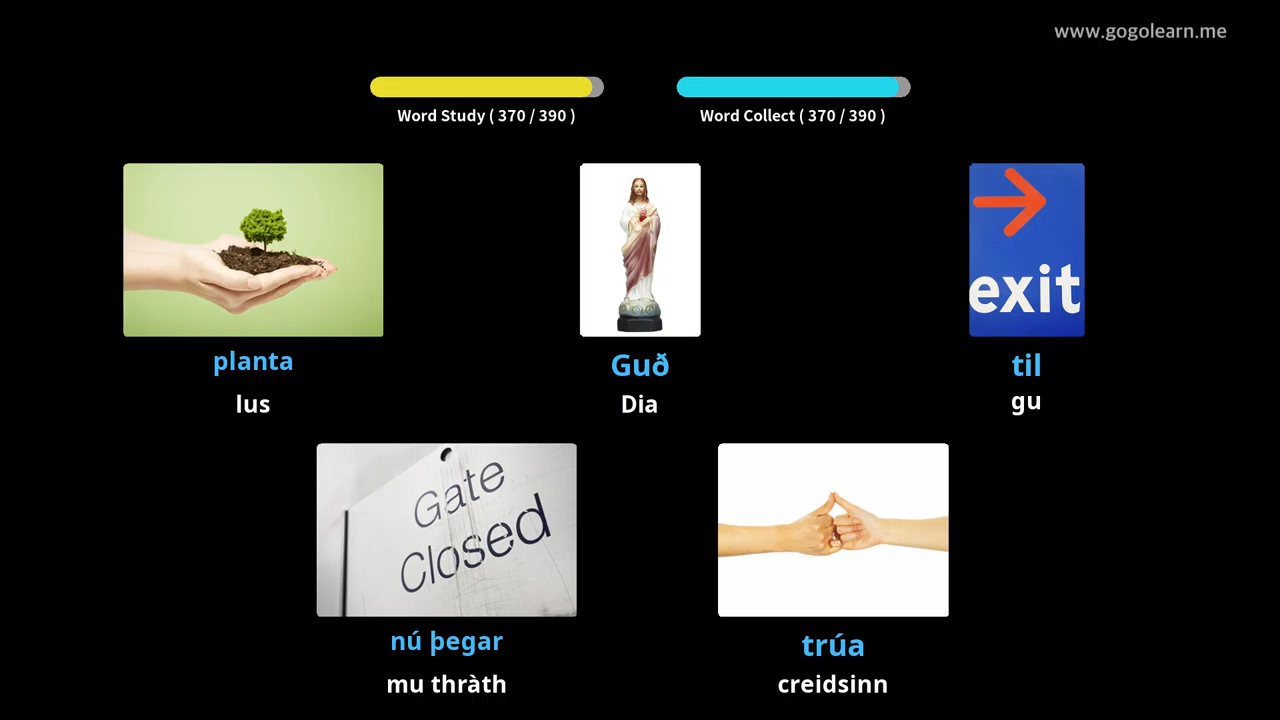 www.gogolearn.me
Word Study ( 370 / 390 )
Word Collect ( 370 / 390 )
exit
planta
Guð
til
lus
Dia
gu
Gate
Closed
nú þegar
trúa
mu thràth
creidsinn